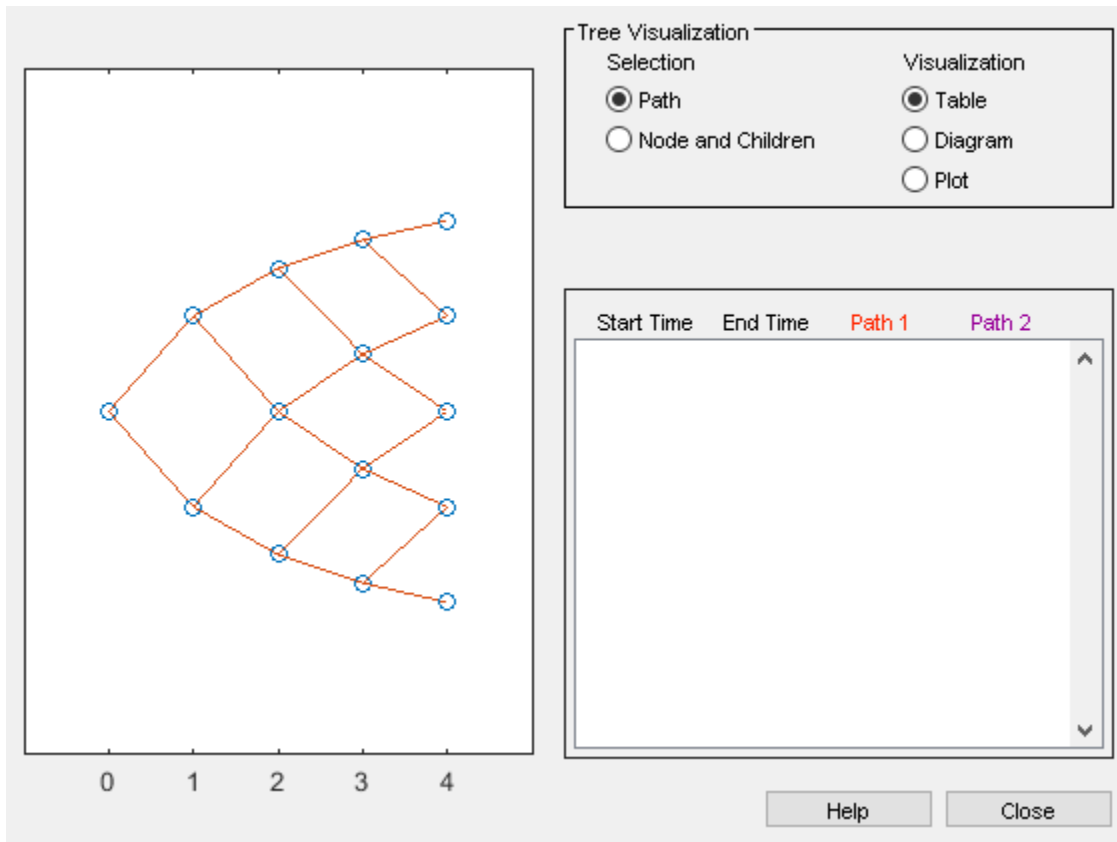 Tree Visualization
Selection
Visualization
Path
Table
Node and Children
Diagram
Plot
Start Time End Time Path 1 Path 2
0 1 2 3 4
Help
Close